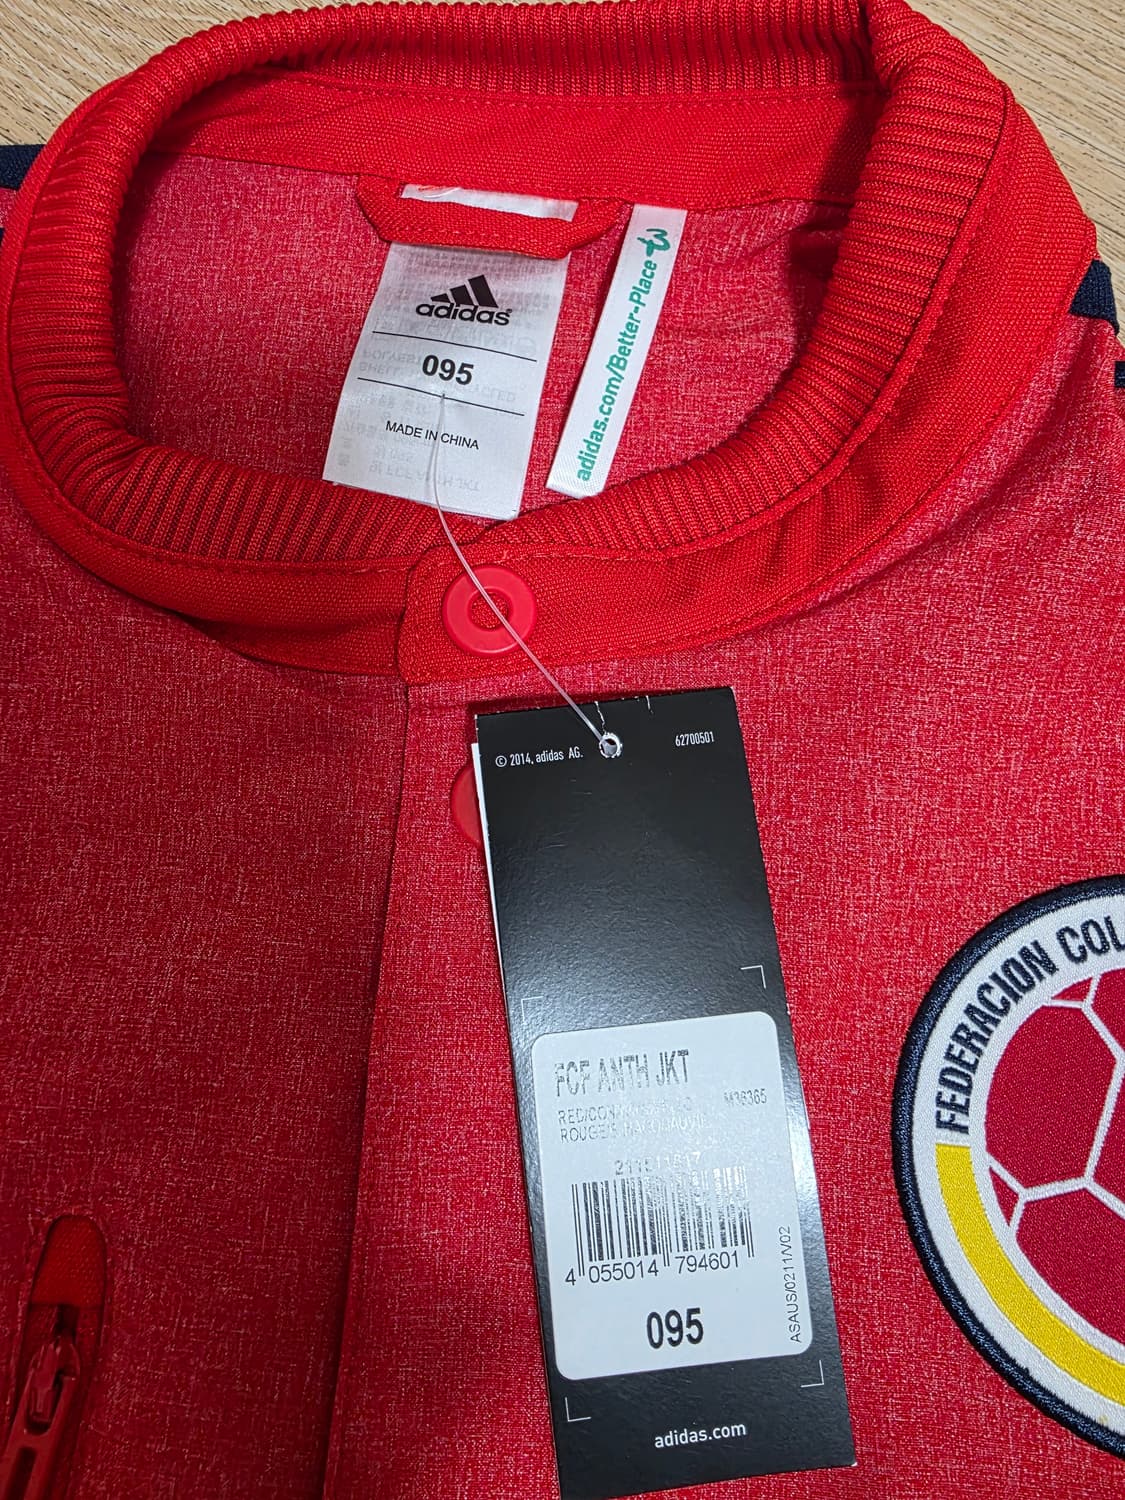 adidas
095
MADE IN CHINA
adidas.com/Better-Place
© 2014, adidas AG.
62700501
FCF ANTH JKT
M36365
4 055014 794601
095
ASAUS/0211/V02
adidas.com
FEDERACION COL